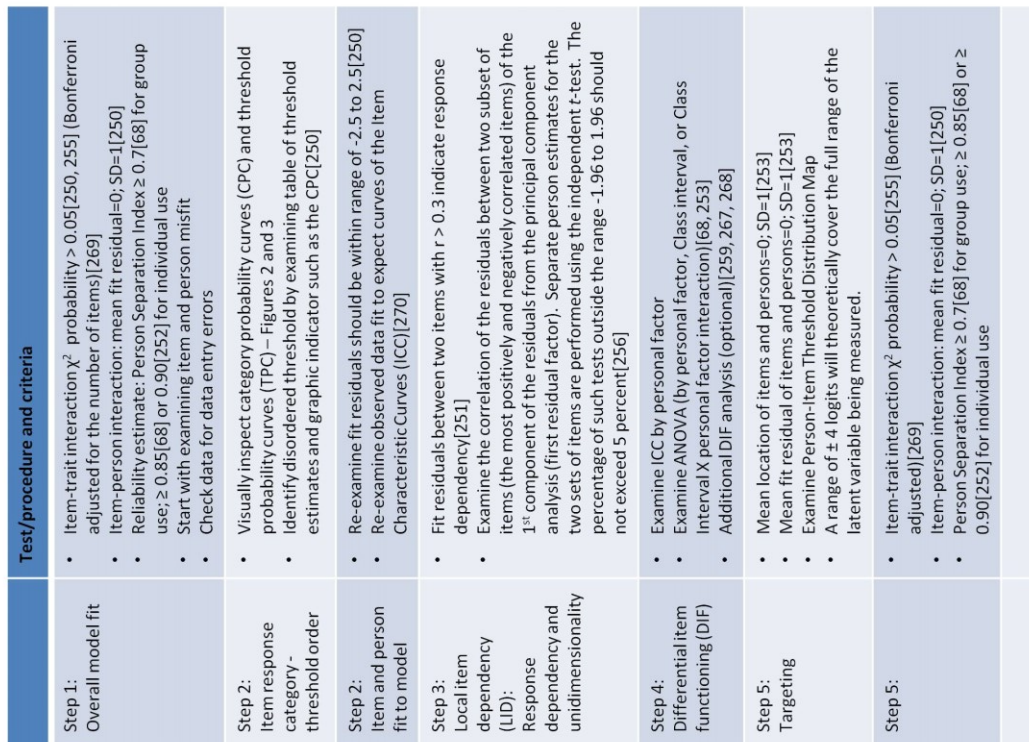 Test/procedure and criteria
Step 1:
Overall model fit
• Item-trait interaction χ² probability > 0.05[250, 255] (Bonferroni
adjusted for the number of items)[269]
• Item-person interaction: mean fit residual=0; SD=1[250]
• Reliability estimate: Person Separation Index ≥ 0.7[68] for group
use; ≥ 0.85[68] or 0.90[252] for individual use
• Start with examining item and person misfit
• Check data for data entry errors
Step 2:
Item response
category -
threshold order
• Visually inspect category probability curves (CPC) and threshold
probability curves (TPC) – Figures 2 and 3
• Identify disordered threshold by examining table of threshold
estimates and graphic indicator such as the CPC[250]
Step 2:
Item and person
fit to model
• Re-examine fit residuals should be within range of -2.5 to 2.5[250]
• Re-examine observed data fit to expect curves of the Item
Characteristic Curves (ICC)[270]
Step 3:
Local item
dependency
(LID):
Response
dependency and
unidimensionality
• Fit residuals between two items with r > 0.3 indicate response
dependency[251]
• Examine the correlation of the residuals between two subset of
items (the most positively and negatively correlated items) of the
1st component of the residuals from the principal component
analysis (first residual factor). Separate person estimates for the
two sets of items are performed using the independent t-test. The
percentage of such tests outside the range -1.96 to 1.96 should
not exceed 5 percent[256]
Step 4:
Differential item
functioning (DIF)
• Examine ICC by personal factor
• Examine ANOVA (by personal factor, Class interval, or Class
Interval X personal factor interaction)[68, 253]
• Additional DIF analysis (optional)[259, 267, 268]
Step 5:
Targeting
• Mean location of items and persons=0; SD=1[253]
• Mean fit residual of items and persons=0; SD=1[253]
• Examine Person-Item Threshold Distribution Map
• A range of ± 4 logits will theoretically cover the full range of the
latent variable being measured.
Step 5:
• Item-trait interaction χ² probability > 0.05[255] (Bonferroni
adjusted)[269]
• Item-person interaction: mean fit residual=0; SD=1[250]
• Person Separation Index ≥ 0.7[68] for group use; ≥ 0.85[68] or ≥
0.90[252] for individual use